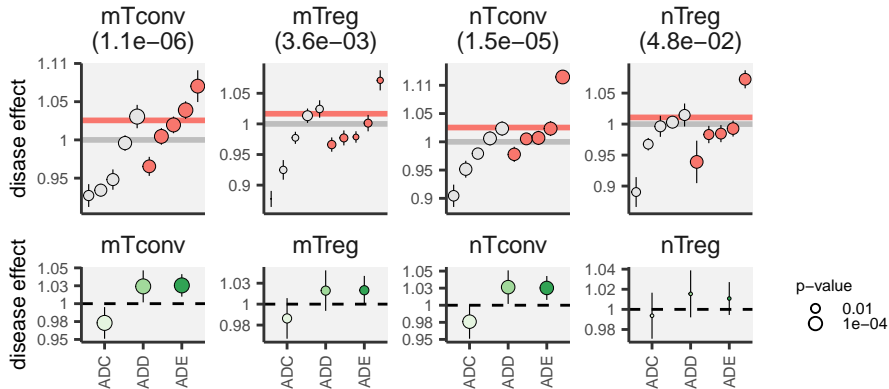 mTconv
(1.1e−06)
mTreg
(3.6e−03)
nTconv
(1.5e−05)
nTreg
(4.8e−02)
disase effect
1.11
1.05
1
0.95
1.05
1
0.95
0.9
1.11
1.05
1
0.95
0.9
1.05
1
0.95
0.9
mTconv
mTreg
nTconv
nTreg
disease effect
1.05
1.03
1
0.98
0.95
1.03
1
0.98
1.05
1.03
1
0.98
0.95
1.04
1.02
1
0.98
ADC
ADD
ADE
ADC
ADD
ADE
ADC
ADD
ADE
ADC
ADD
ADE
p−value
0.01
1e−04